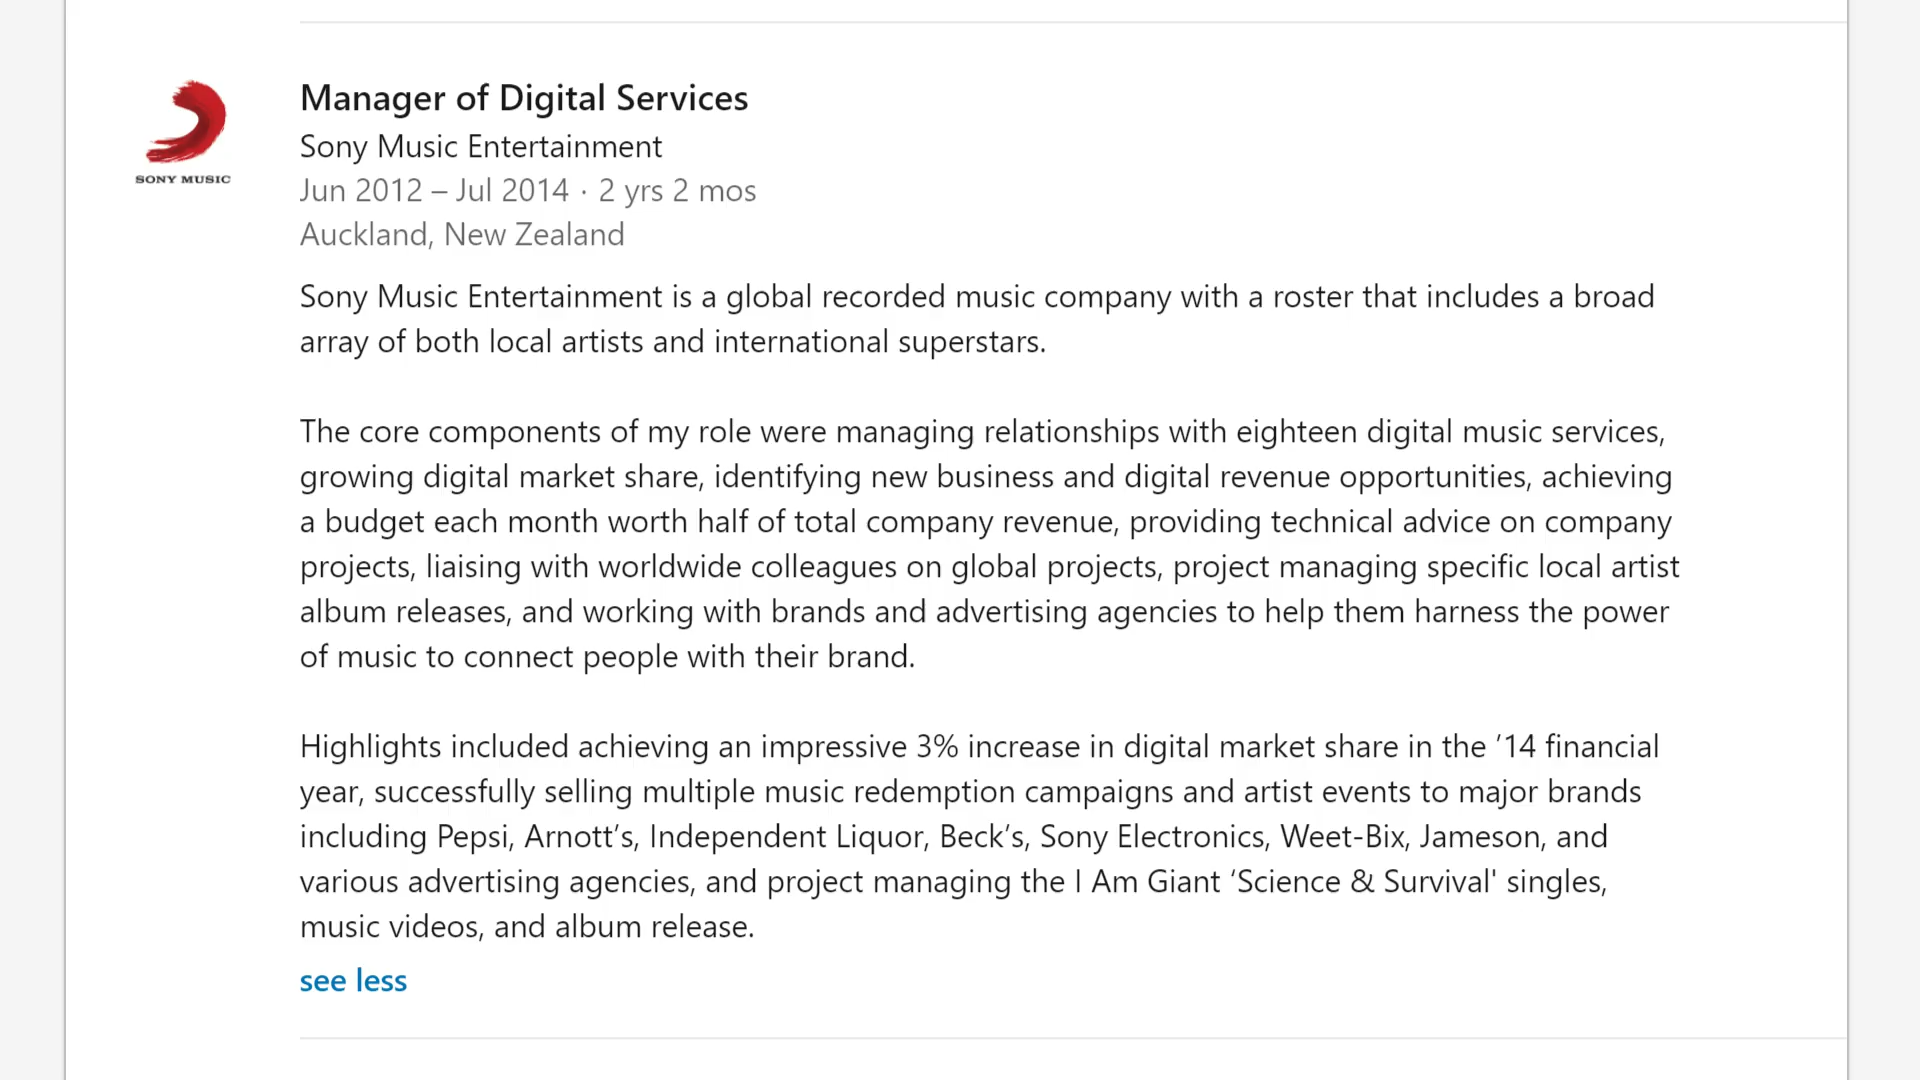 SONY MUSIC
Manager of Digital Services
Sony Music Entertainment
Jun 2012 – Jul 2014 · 2 yrs 2 mos
Auckland, New Zealand
Sony Music Entertainment is a global recorded music company with a roster that includes a broad
array of both local artists and international superstars.
The core components of my role were managing relationships with eighteen digital music services,
growing digital market share, identifying new business and digital revenue opportunities, achieving
a budget each month worth half of total company revenue, providing technical advice on company
projects, liaising with worldwide colleagues on global projects, project managing specific local artist
album releases, and working with brands and advertising agencies to help them harness the power
of music to connect people with their brand.
Highlights included achieving an impressive 3% increase in digital market share in the ’14 financial
year, successfully selling multiple music redemption campaigns and artist events to major brands
including Pepsi, Arnott’s, Independent Liquor, Beck’s, Sony Electronics, Weet-Bix, Jameson, and
various advertising agencies, and project managing the I Am Giant ‘Science & Survival' singles,
music videos, and album release.
see less